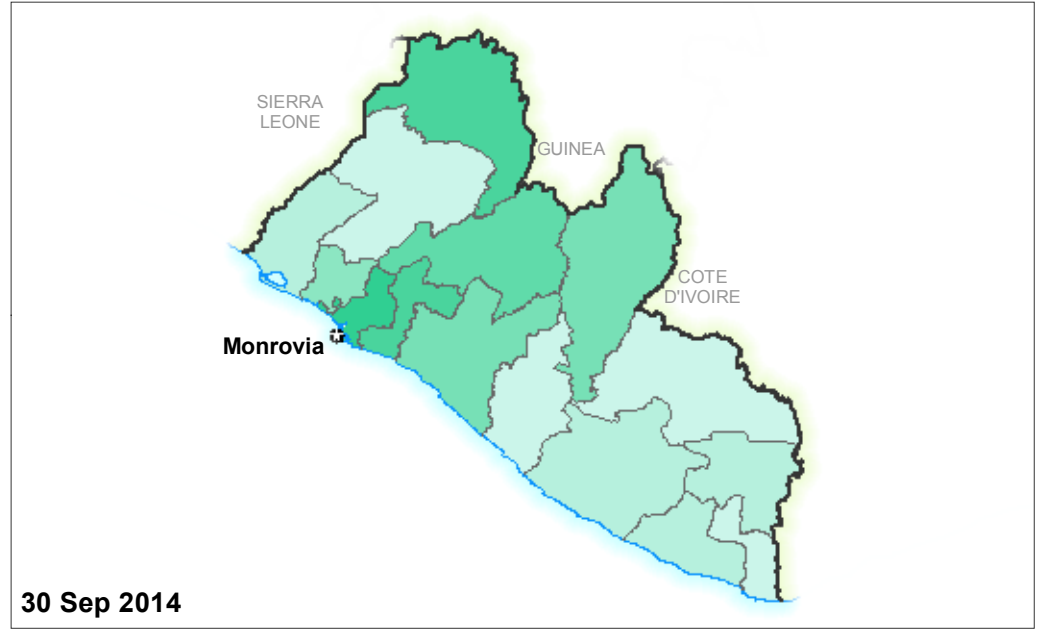 SIERRA
LEONE
GUINEA
COTE
D'IVOIRE
Monrovia
30 Sep 2014